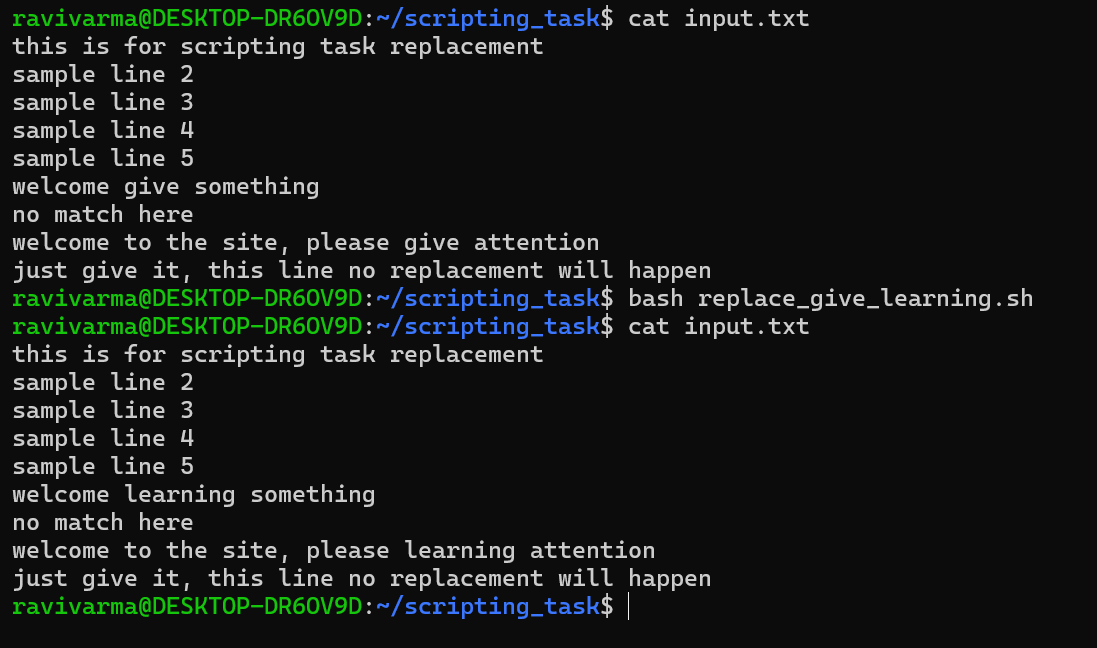 ravivarma@DESKTOP-DR6OV9D:~/scripting_task$ cat input.txt
this is for scripting task replacement
sample line 2
sample line 3
sample line 4
sample line 5
welcome give something
no match here
welcome to the site, please give attention
just give it, this line no replacement will happen
ravivarma@DESKTOP-DR6OV9D:~/scripting_task$ bash replace_give_learning.sh
ravivarma@DESKTOP-DR6OV9D:~/scripting_task$ cat input.txt
this is for scripting task replacement
sample line 2
sample line 3
sample line 4
sample line 5
welcome learning something
no match here
welcome to the site, please learning attention
just give it, this line no replacement will happen
ravivarma@DESKTOP-DR6OV9D:~/scripting_task$